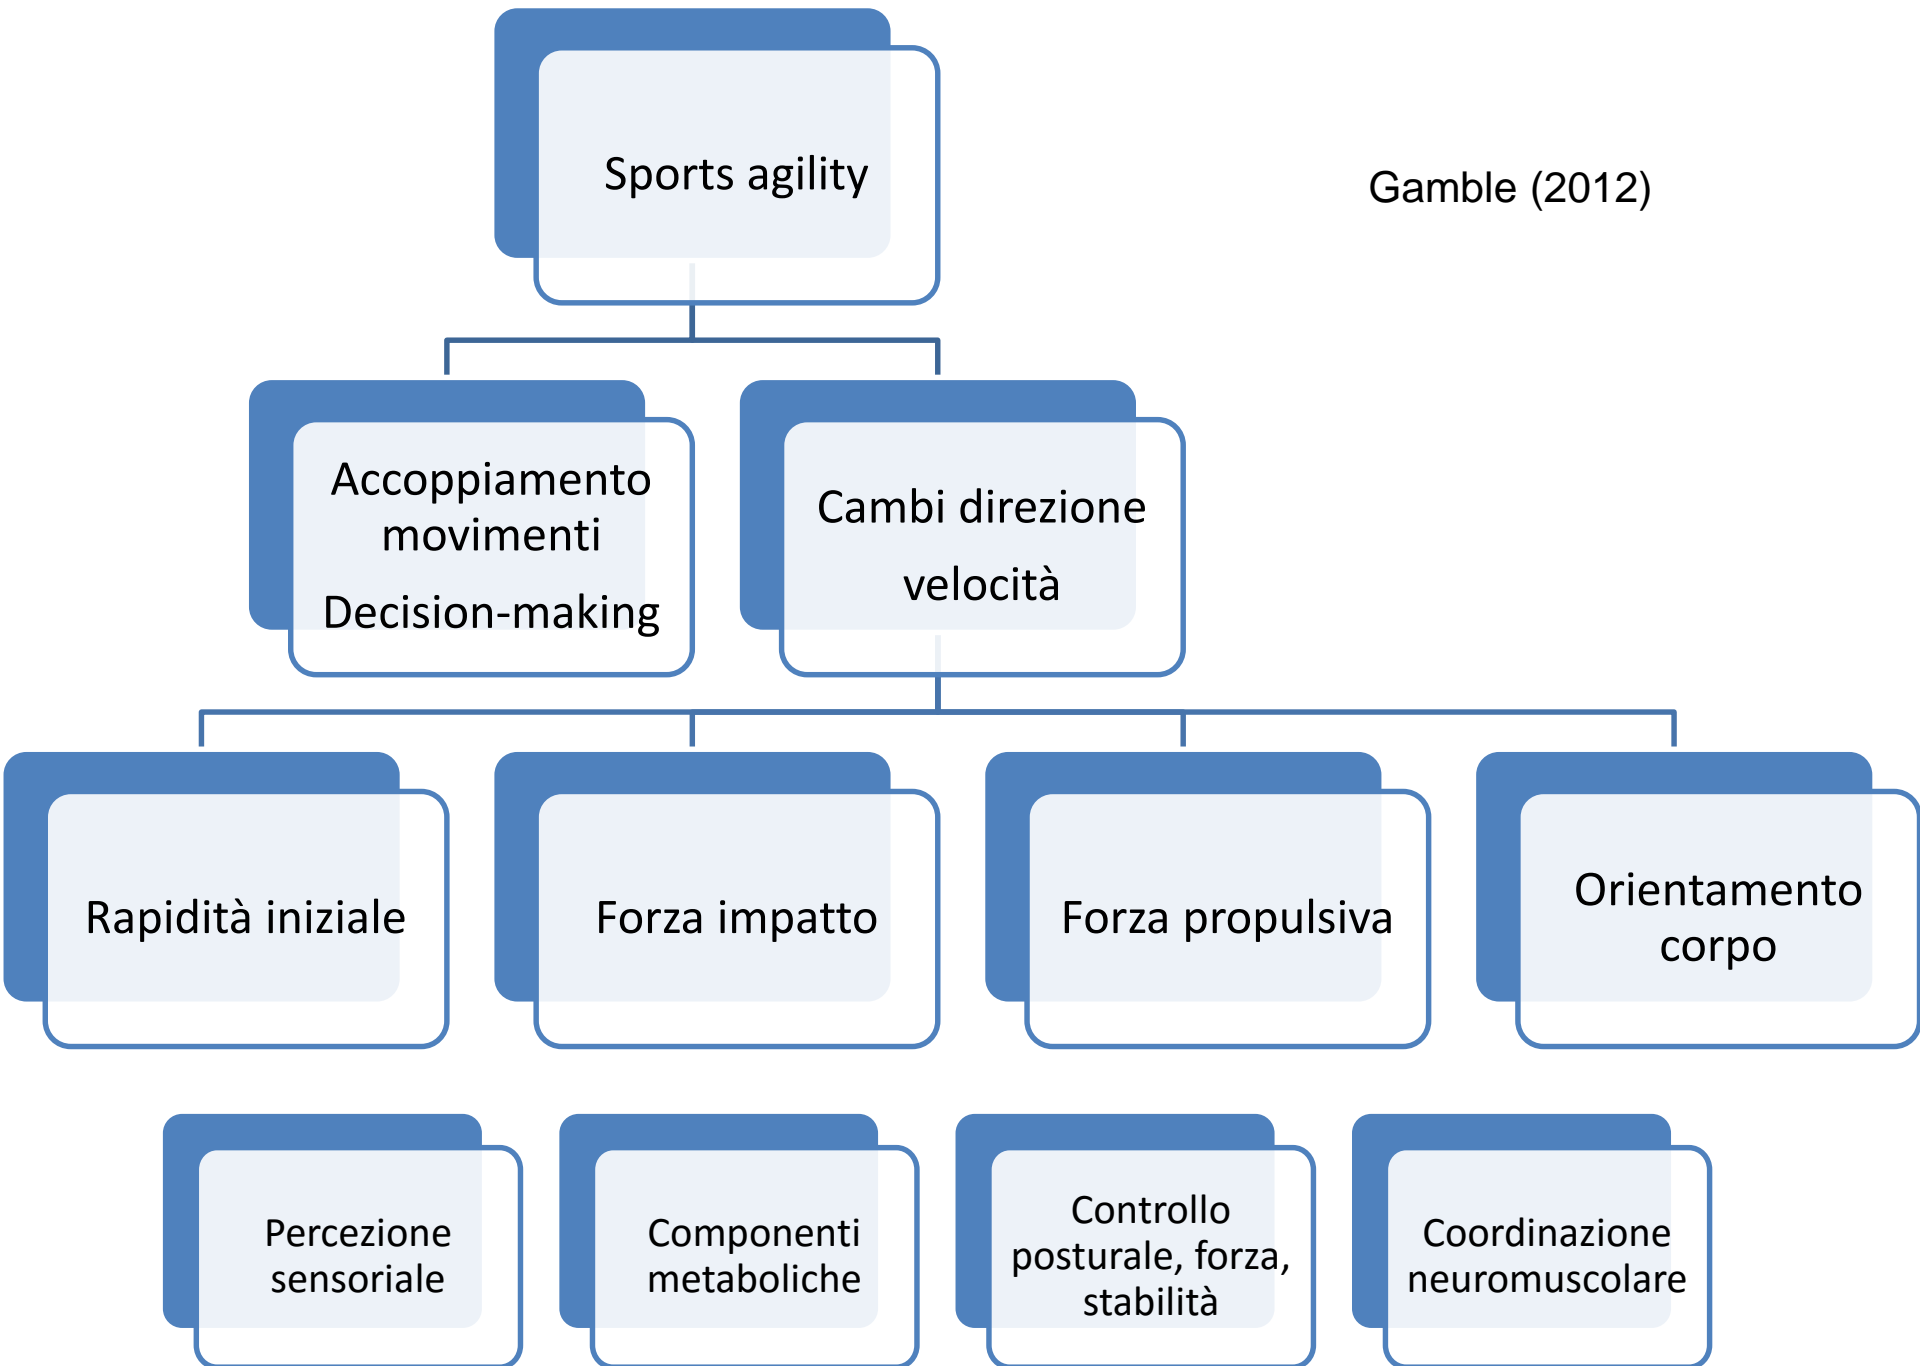 Sports agility
Gamble (2012)
Accoppiamento
movimenti
Decision-making
Cambi direzione
velocità
Rapidità iniziale
Forza impatto
Forza propulsiva
Orientamento
corpo
Percezione
sensoriale
Componenti
metaboliche
Controllo
posturale, forza,
stabilità
Coordinazione
neuromuscolare